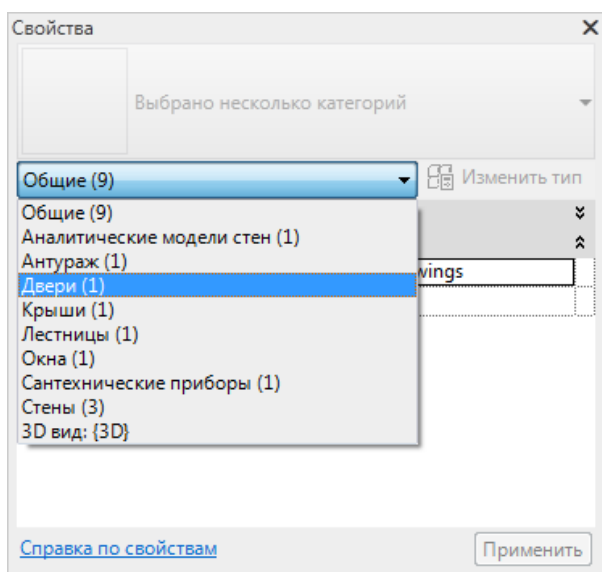 Свойства
Выбрано несколько категорий
Общие (9)
Изменить тип
Общие (9)
Аналитические модели стен (1)
Антураж (1)
wings
Двери (1)
Крыши (1)
Лестницы (1)
Окна (1)
Сантехнические приборы (1)
Стены (3)
3D вид: {3D}
Справка по свойствам
Применить